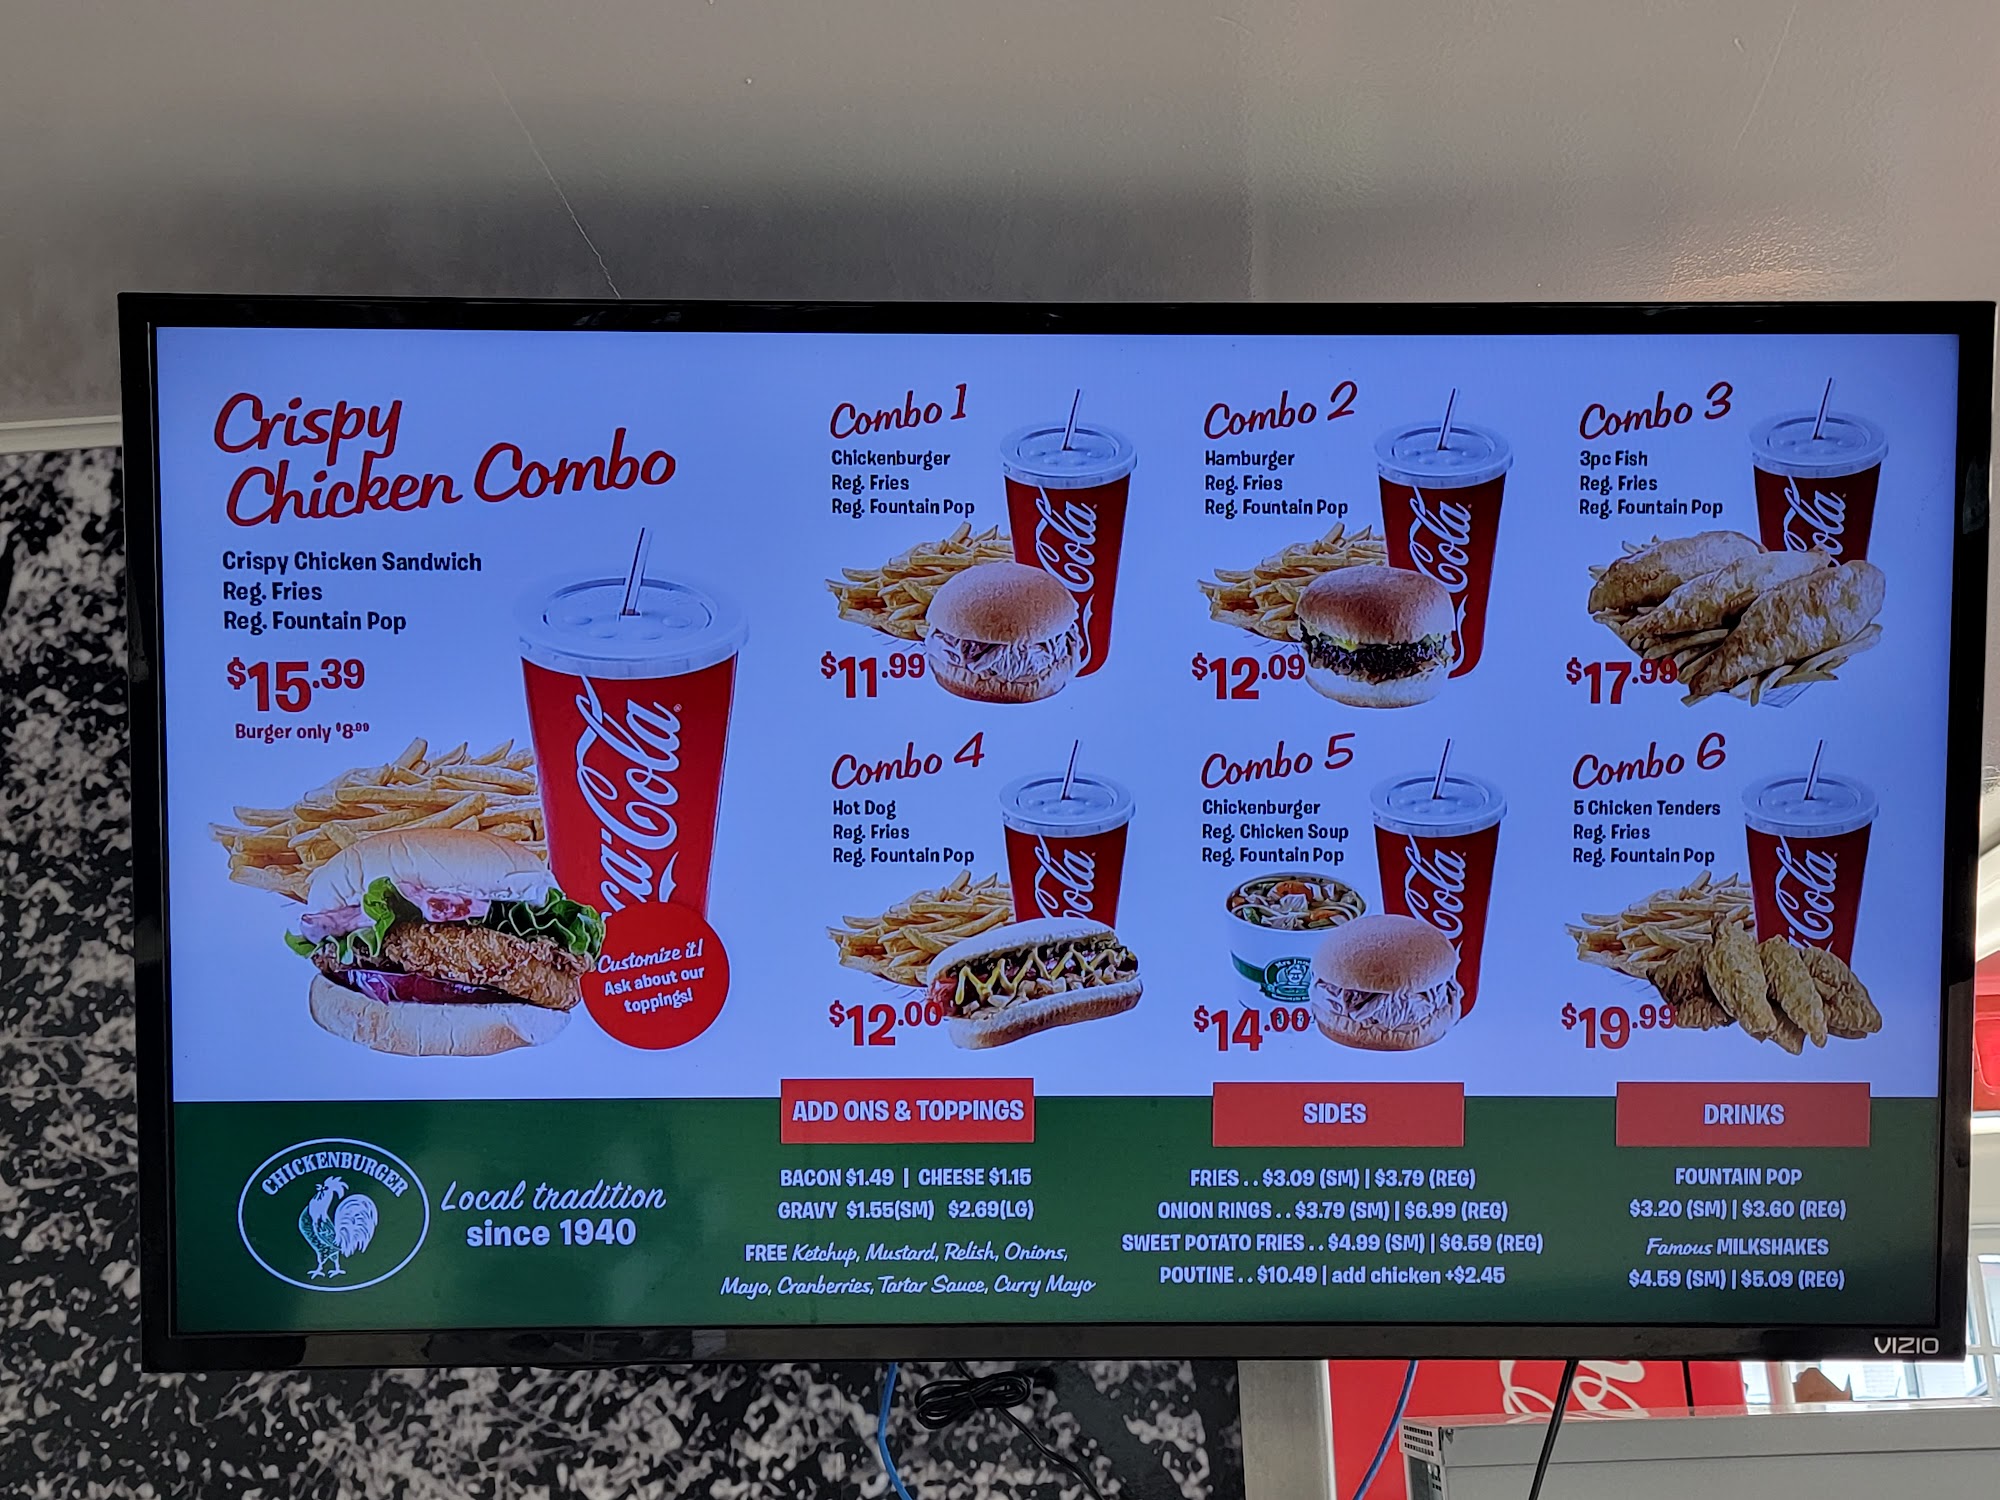 Crispy
Chicken Combo
Crispy Chicken Sandwich
Reg. Fries
Reg. Fountain Pop
$15.39
Burger only
Coca-Cola
Customize it!
Ask about our
toppings!
Combo 1
Chickenburger
Reg. Fries
Reg. Fountain Pop
Cola
$11.99
Combo 2
Hamburger
Reg. Fries
Reg. Fountain Pop
Cola
$12.09
Combo 3
3pc Fish
Reg. Fries
Reg. Fountain Pop
Cola
$17.99
Combo 4
Hot Dog
Reg. Fries
Reg. Fountain Pop
Cola
$12.00
Combo 5
Chickenburger
Reg. Chicken Soup
Reg. Fountain Pop
Cola
$14.00
Combo 6
5 Chicken Tenders
Reg. Fries
Reg. Fountain Pop
Cola
$19.99
CHICKENBURGER
Local tradition
since 1940
ADD ONS & TOPPINGS
BACON $1.49 | CHEESE $1.15
GRAVY $1.55(SM) $2.69(LG)
FREE Ketchup, Mustard, Relish, Onions,
Mayo, Cranberries, Tartar Sauce, Curry Mayo
SIDES
FRIES . . $3.09 (SM) | $3.79 (REG)
ONION RINGS . . $3.79 (SM) | $6.99 (REG)
SWEET POTATO FRIES . . $4.99 (SM) | $6.59 (REG)
POUTINE . . $10.49 | add chicken +$2.45
DRINKS
FOUNTAIN POP
$3.20 (SM) | $3.60 (REG)
Famous MILKSHAKES
$4.59 (SM) | $5.09 (REG)
VIZIO